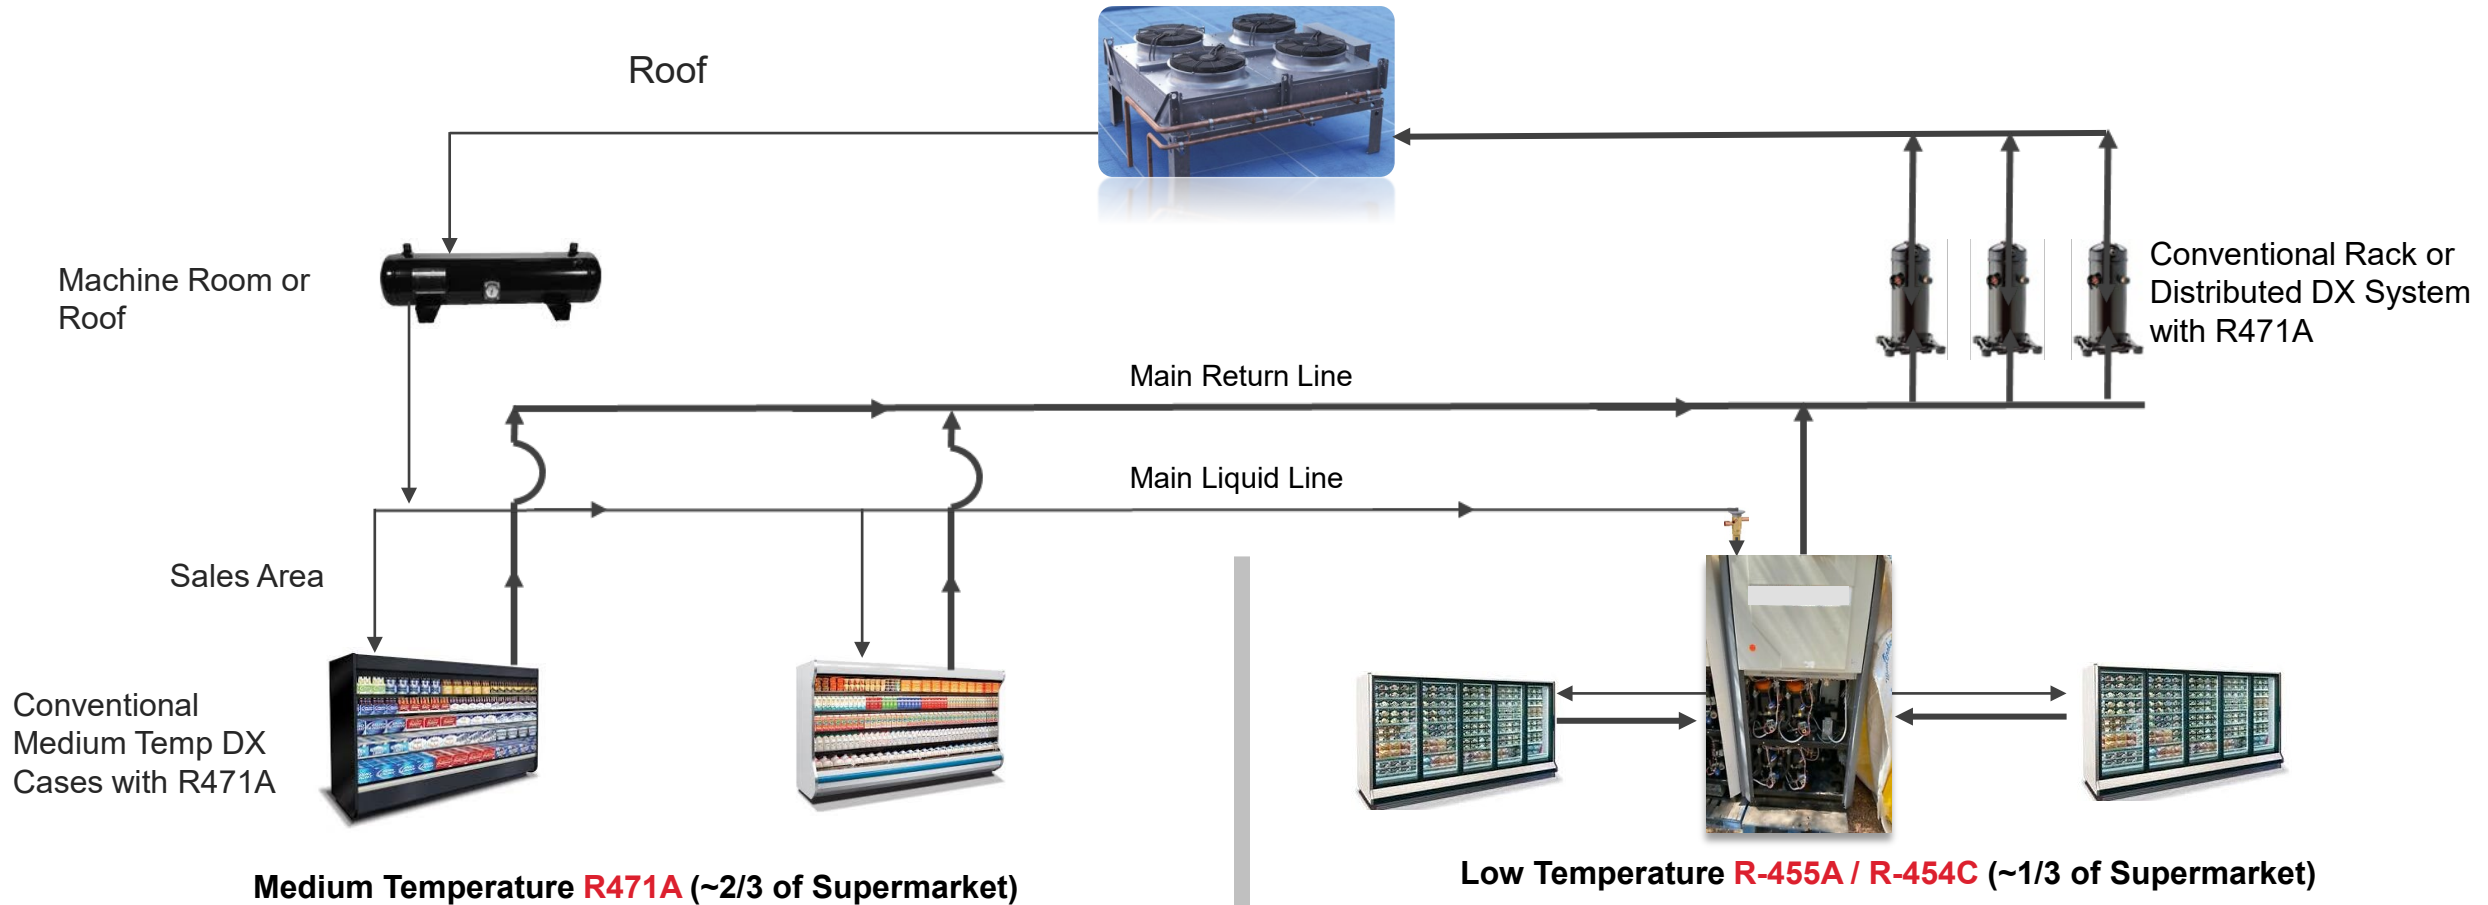 Roof
Machine Room or
Roof
Conventional Rack or
Distributed DX System
with R471A
Main Return Line
Main Liquid Line
Sales Area
Conventional
Medium Temp DX
Cases with R471A
Medium Temperature R471A (~2/3 of Supermarket)
Low Temperature R-455A / R-454C (~1/3 of Supermarket)